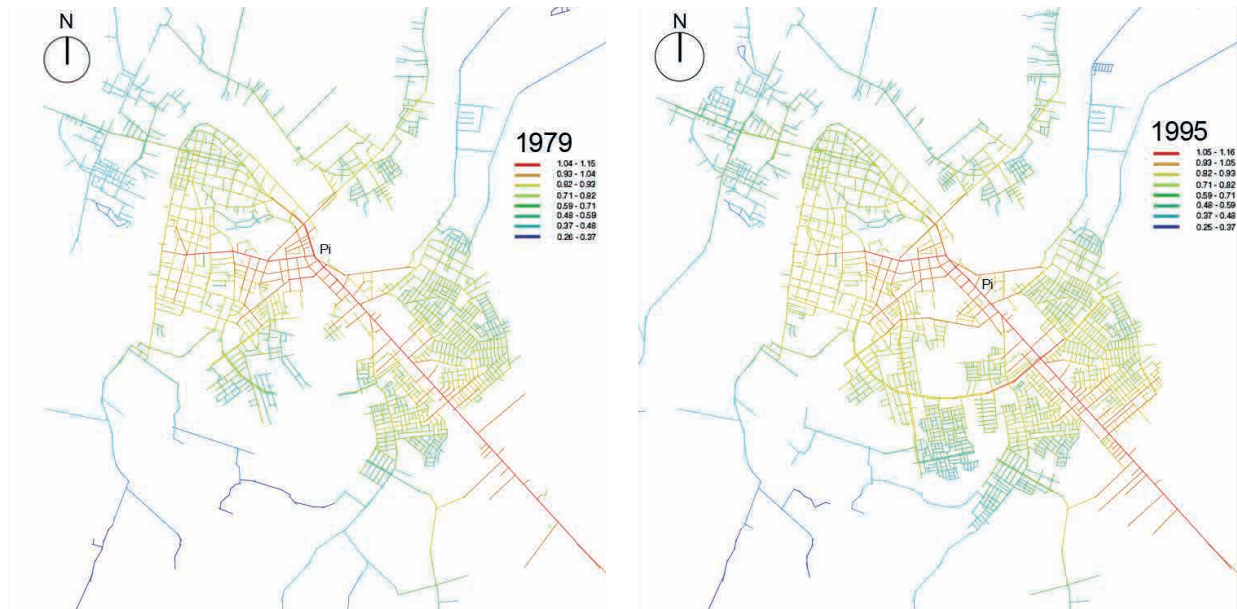 N
1979
1.04 - 1.15
0.93 - 1.04
0.82 - 0.93
0.71 - 0.82
0.59 - 0.71
0.48 - 0.59
0.37 - 0.48
0.26 - 0.37
Pi
N
1995
1.05 - 1.16
0.93 - 1.05
0.82 - 0.93
0.71 - 0.82
0.59 - 0.71
0.48 - 0.59
0.37 - 0.48
0.25 - 0.37
Pi